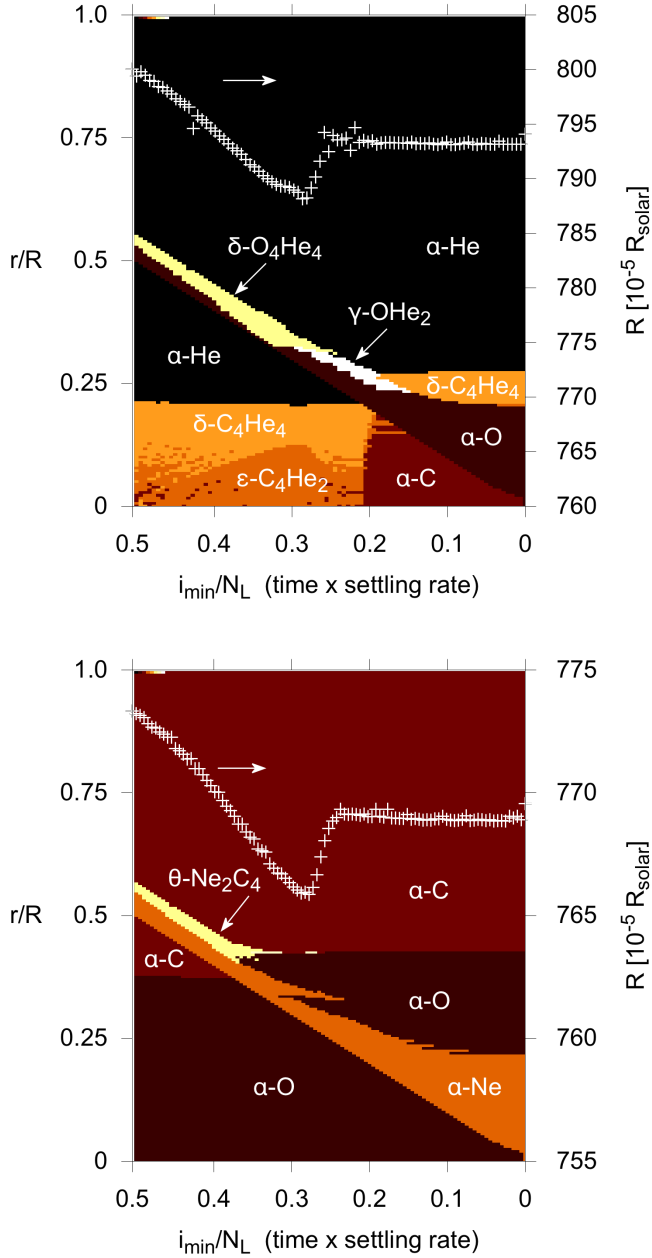 1.0
805
800
0.75
795
790
δ-O₄He₄
α-He
785
r/R
0.5
R [10⁻⁵ R_solar]
780
γ-OHe₂
α-He
775
0.25
δ-C₄He₄
770
δ-C₄He₄
α-O
765
ε-C₄He₂
α-C
0
760
0.5
0.4
0.3
0.2
0.1
0
i_min/N_L (time x settling rate)
1.0
775
0.75
770
θ-Ne₂C₄
α-C
r/R
0.5
765
R [10⁻⁵ R_solar]
α-C
α-O
0.25
760
α-O
α-Ne
0
755
0.5
0.4
0.3
0.2
0.1
0
i_min/N_L (time x settling rate)